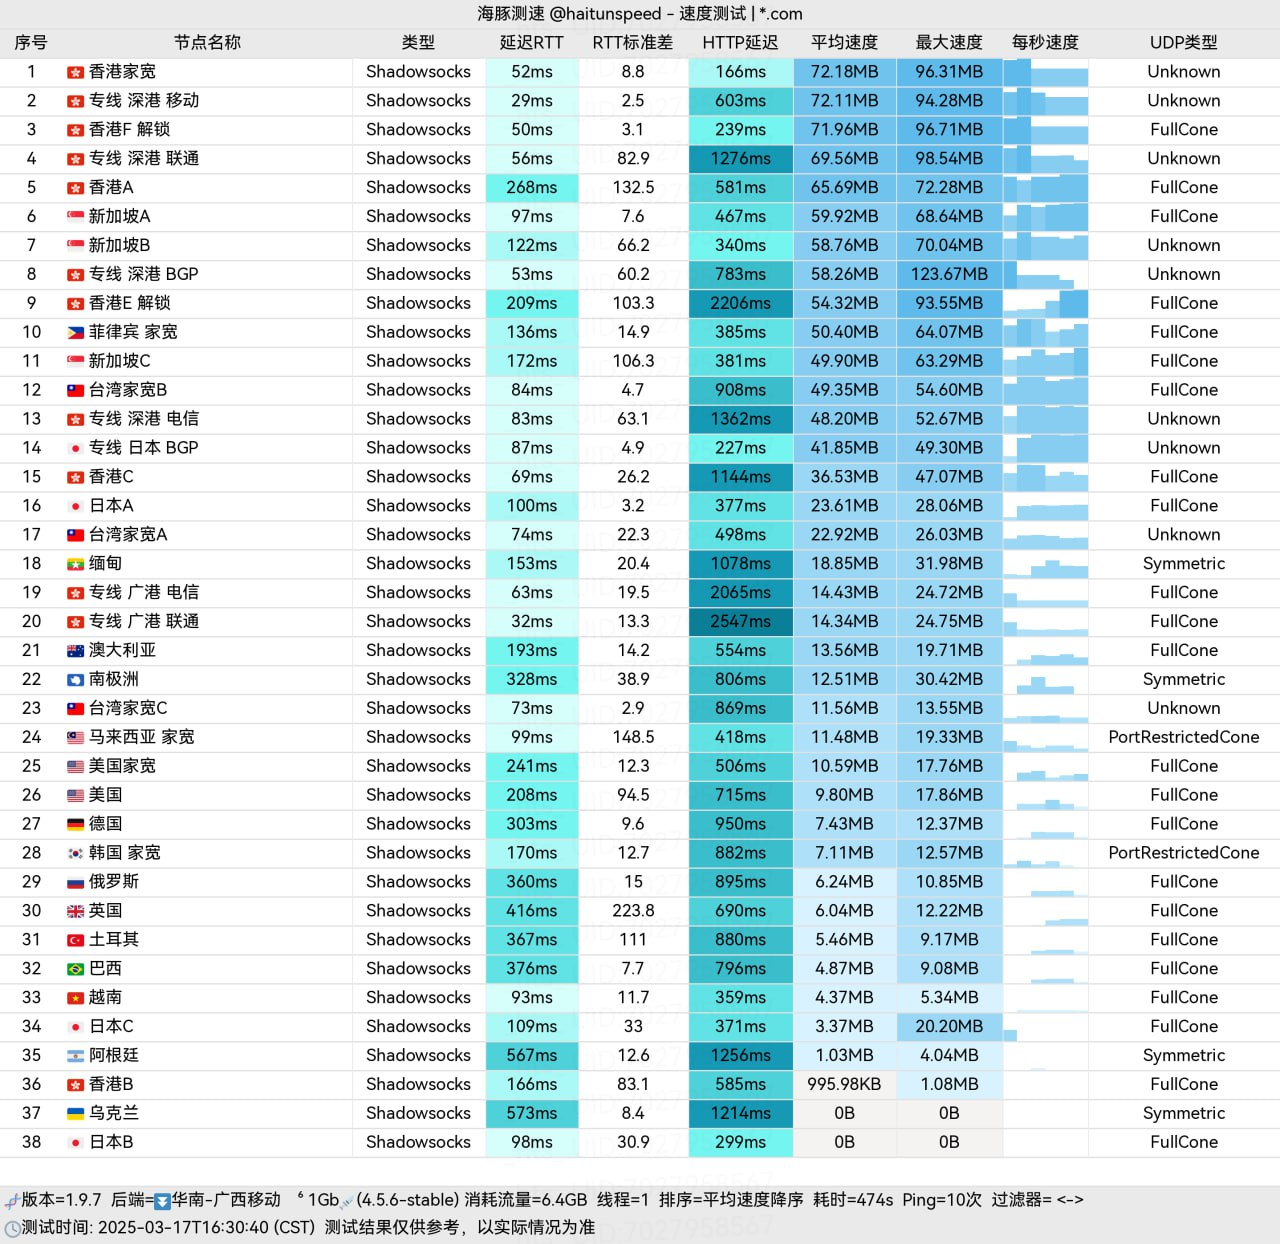 海豚测速 @haitunspeed - 速度测试 | *.com
序号 节点名称 类型 延迟RTT RTT标准差 HTTP延迟 平均速度 最大速度 每秒速度 UDP类型
1 香港家宽 Shadowsocks 52ms 8.8 166ms 72.18MB 96.31MB Unknown
2 专线 深港 移动 Shadowsocks 29ms 2.5 603ms 72.11MB 94.28MB Unknown
3 香港F 解锁 Shadowsocks 50ms 3.1 239ms 71.96MB 96.71MB FullCone
4 专线 深港 联通 Shadowsocks 56ms 82.9 1276ms 69.56MB 98.54MB Unknown
5 香港A Shadowsocks 268ms 132.5 581ms 65.69MB 72.28MB FullCone
6 新加坡A Shadowsocks 97ms 7.6 467ms 59.92MB 68.64MB FullCone
7 新加坡B Shadowsocks 122ms 66.2 340ms 58.76MB 70.04MB Unknown
8 专线 深港 BGP Shadowsocks 53ms 60.2 783ms 58.26MB 123.67MB Unknown
9 香港E 解锁 Shadowsocks 209ms 103.3 2206ms 54.32MB 93.55MB FullCone
10 菲律宾 家宽 Shadowsocks 136ms 14.9 385ms 50.40MB 64.07MB FullCone
11 新加坡C Shadowsocks 172ms 106.3 381ms 49.90MB 63.29MB FullCone
12 台湾家宽B Shadowsocks 84ms 4.7 908ms 49.35MB 54.60MB FullCone
13 专线 深港 电信 Shadowsocks 83ms 63.1 1362ms 48.20MB 52.67MB Unknown
14 专线 日本 BGP Shadowsocks 87ms 4.9 227ms 41.85MB 49.30MB Unknown
15 香港C Shadowsocks 69ms 26.2 1144ms 36.53MB 47.07MB FullCone
16 日本A Shadowsocks 100ms 3.2 377ms 23.61MB 28.06MB FullCone
17 台湾家宽A Shadowsocks 74ms 22.3 498ms 22.92MB 26.03MB Unknown
18 缅甸 Shadowsocks 153ms 20.4 1078ms 18.85MB 31.98MB Symmetric
19 专线 广港 电信 Shadowsocks 63ms 19.5 2065ms 14.43MB 24.72MB FullCone
20 专线 广港 联通 Shadowsocks 32ms 13.3 2547ms 14.34MB 24.75MB FullCone
21 澳大利亚 Shadowsocks 193ms 14.2 554ms 13.56MB 19.71MB FullCone
22 南极洲 Shadowsocks 328ms 38.9 806ms 12.51MB 30.42MB Symmetric
23 台湾家宽C Shadowsocks 73ms 2.9 869ms 11.56MB 13.55MB Unknown
24 马来西亚 家宽 Shadowsocks 99ms 148.5 418ms 11.48MB 19.33MB PortRestrictedCone
25 美国家宽 Shadowsocks 241ms 12.3 506ms 10.59MB 17.76MB FullCone
26 美国 Shadowsocks 208ms 94.5 715ms 9.80MB 17.86MB FullCone
27 德国 Shadowsocks 303ms 9.6 950ms 7.43MB 12.37MB FullCone
28 韩国 家宽 Shadowsocks 170ms 12.7 882ms 7.11MB 12.57MB PortRestrictedCone
29 俄罗斯 Shadowsocks 360ms 15 895ms 6.24MB 10.85MB FullCone
30 英国 Shadowsocks 416ms 223.8 690ms 6.04MB 12.22MB FullCone
31 土耳其 Shadowsocks 367ms 111 880ms 5.46MB 9.17MB FullCone
32 巴西 Shadowsocks 376ms 7.7 796ms 4.87MB 9.08MB FullCone
33 越南 Shadowsocks 93ms 11.7 359ms 4.37MB 5.34MB FullCone
34 日本C Shadowsocks 109ms 33 371ms 3.37MB 20.20MB FullCone
35 阿根廷 Shadowsocks 567ms 12.6 1256ms 1.03MB 4.04MB Symmetric
36 香港B Shadowsocks 166ms 83.1 585ms 995.98KB 1.08MB FullCone
37 乌克兰 Shadowsocks 573ms 8.4 1214ms 0B 0B Symmetric
38 日本B Shadowsocks 98ms 30.9 299ms 0B 0B FullCone
版本=1.9.7 后端=⏬华南-广西移动 ⁶ 1Gb (4.5.6-stable) 消耗流量=6.4GB 线程=1 排序=平均速度降序 耗时=474s Ping=10次 过滤器= <->
测试时间: 2025-03-17T16:30:40 (CST) 测试结果仅供参考，以实际情况为准